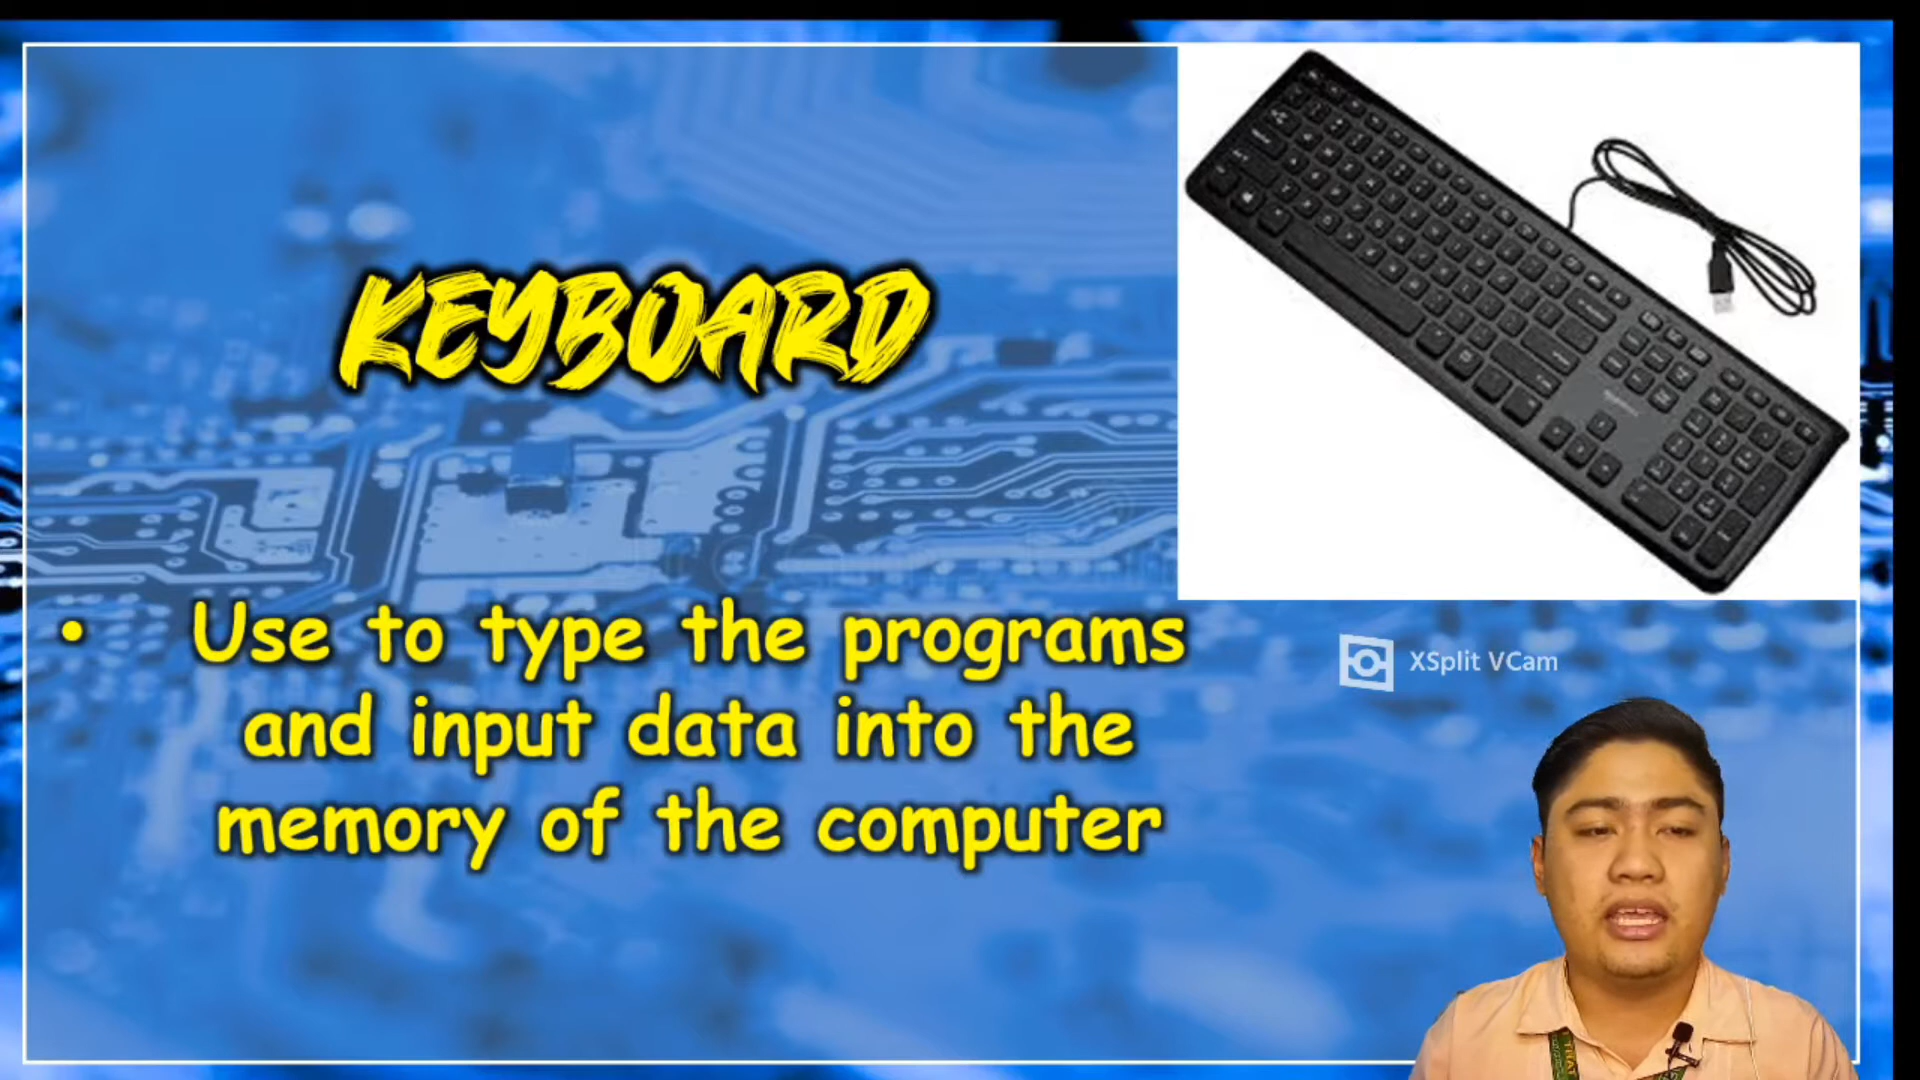 KEYBOARD
• Use to type the programs
and input data into the
memory of the computer
XSplit VCam